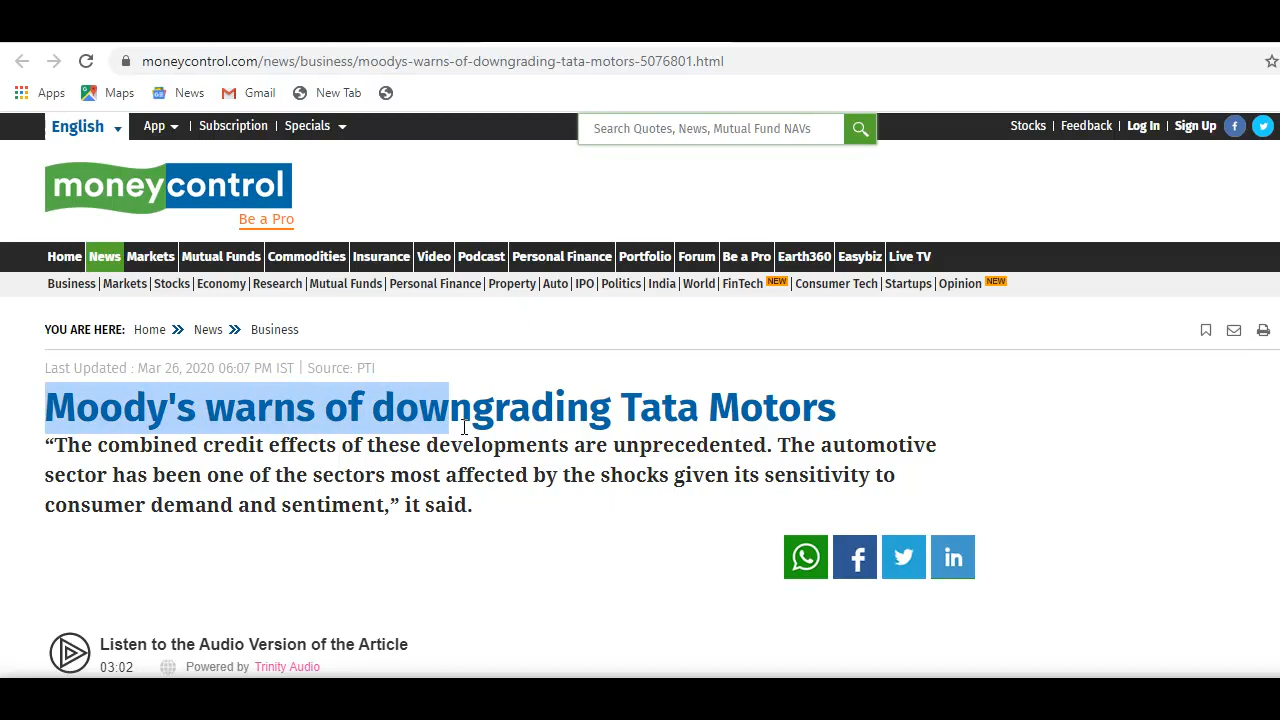 moneycontrol.com/news/business/moodys-warns-of-downgrading-tata-motors-5076801.html
Apps Maps News Gmail New Tab
English App | Subscription | Specials Search Quotes, News, Mutual Fund NAVs Stocks | Feedback | Log In | Sign Up
moneycontrol
Be a Pro
Home News Markets Mutual Funds Commodities Insurance Video Podcast Personal Finance Portfolio Forum Be a Pro Earth360 Easybiz Live TV
Business | Markets | Stocks | Economy | Research | Mutual Funds | Personal Finance | Property | Auto | IPO | Politics | India | World | FinTech NEW | Consumer Tech | Startups | Opinion NEW
YOU ARE HERE: Home News Business
Last Updated : Mar 26, 2020 06:07 PM IST | Source: PTI
Moody's warns of downgrading Tata Motors
“The combined credit effects of these developments are unprecedented. The automotive
sector has been one of the sectors most affected by the shocks given its sensitivity to
consumer demand and sentiment,” it said.
Listen to the Audio Version of the Article
03:02 Powered by Trinity Audio